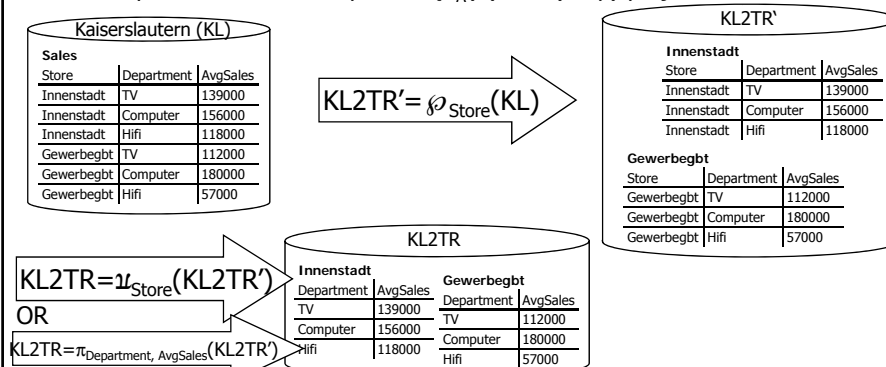 Kaiserslautern (KL)
Sales
Store Department AvgSales
Innenstadt TV 139000
Innenstadt Computer 156000
Innenstadt Hifi 118000
Gewerbegbt TV 112000
Gewerbegbt Computer 180000
Gewerbegbt Hifi 57000
KL2TR'=℘Store(KL)
KL2TR‘
Innenstadt
Store Department AvgSales
Innenstadt TV 139000
Innenstadt Computer 156000
Innenstadt Hifi 118000
Gewerbegbt
Store Department AvgSales
Gewerbegbt TV 112000
Gewerbegbt Computer 180000
Gewerbegbt Hifi 57000
KL2TR=𝔲Store(KL2TR')
OR
KL2TR=πDepartment, AvgSales(KL2TR')
KL2TR
Innenstadt
Department AvgSales
TV 139000
Computer 156000
Hifi 118000
Gewerbegbt
Department AvgSales
TV 112000
Computer 180000
Hifi 57000